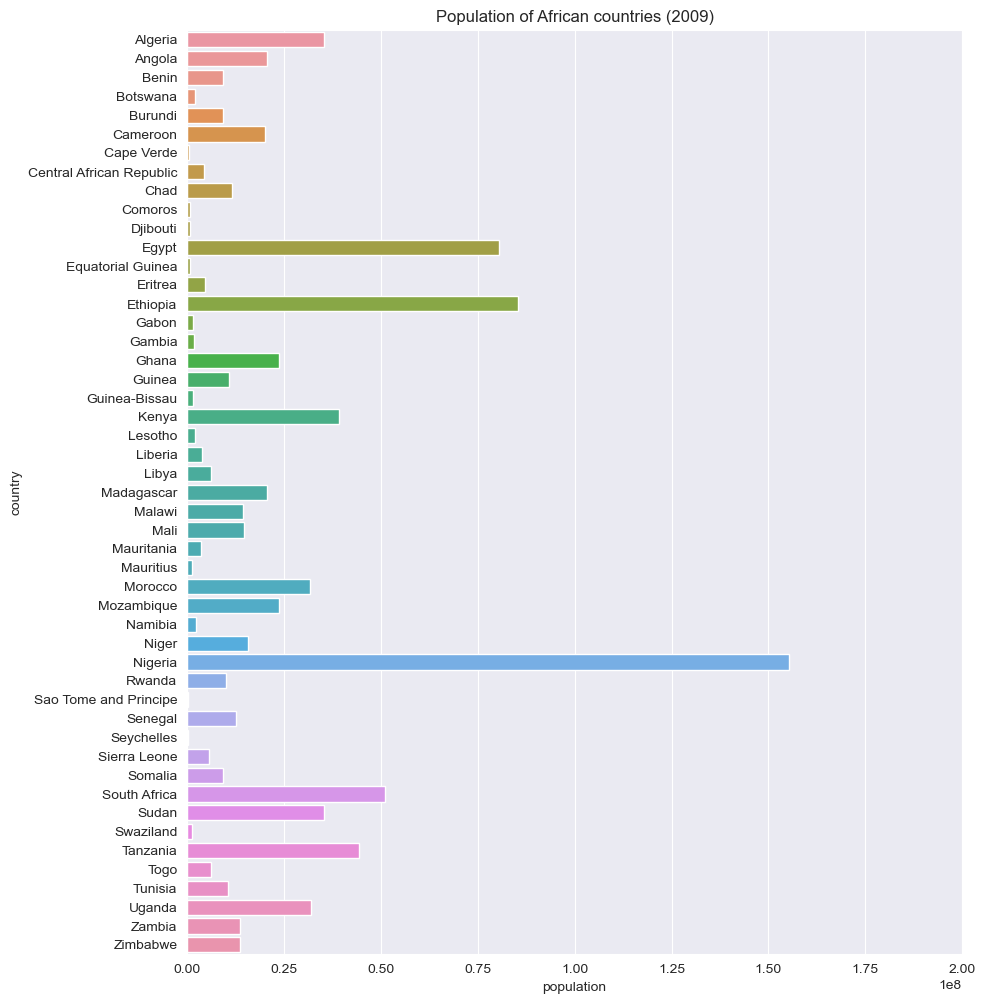 Population of African countries (2009)
Algeria
Angola
Benin
Botswana
Burundi
Cameroon
Cape Verde
Central African Republic
Chad
Comoros
Djibouti
Egypt
Equatorial Guinea
Eritrea
Ethiopia
Gabon
Gambia
Ghana
Guinea
Guinea-Bissau
Kenya
Lesotho
Liberia
Libya
country
Madagascar
Malawi
Mali
Mauritania
Mauritius
Morocco
Mozambique
Namibia
Niger
Nigeria
Rwanda
Sao Tome and Principe
Senegal
Seychelles
Sierra Leone
Somalia
South Africa
Sudan
Swaziland
Tanzania
Togo
Tunisia
Uganda
Zambia
Zimbabwe
0.00 0.25 0.50 0.75 1.00 1.25 1.50 1.75 2.00
population 1e8